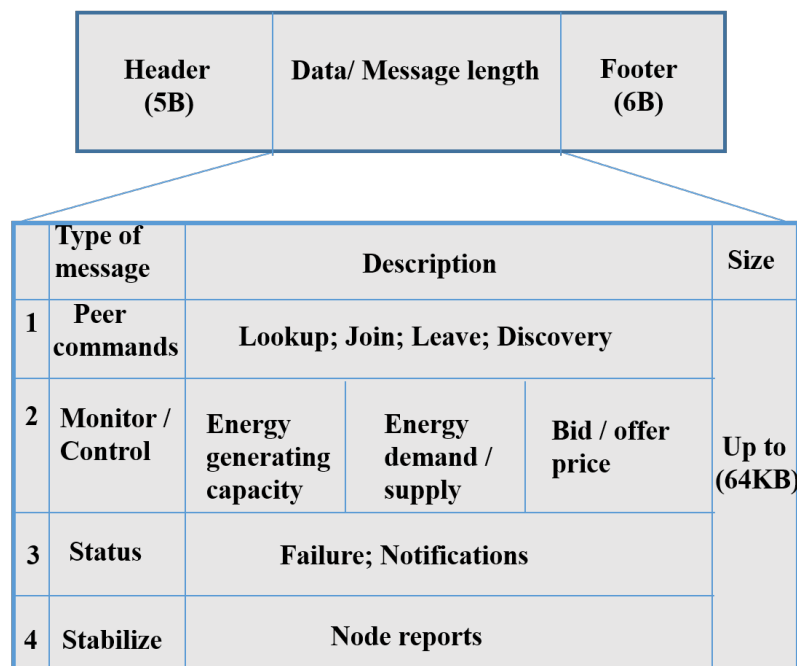 Header
(5B)
Data/ Message length
Footer
(6B)
Type of
message
Description
Size
1
Peer
commands
Lookup; Join; Leave; Discovery
2
Monitor /
Control
Energy
generating
capacity
Energy
demand /
supply
Bid / offer
price
Up to
(64KB)
3
Status
Failure; Notifications
4
Stabilize
Node reports